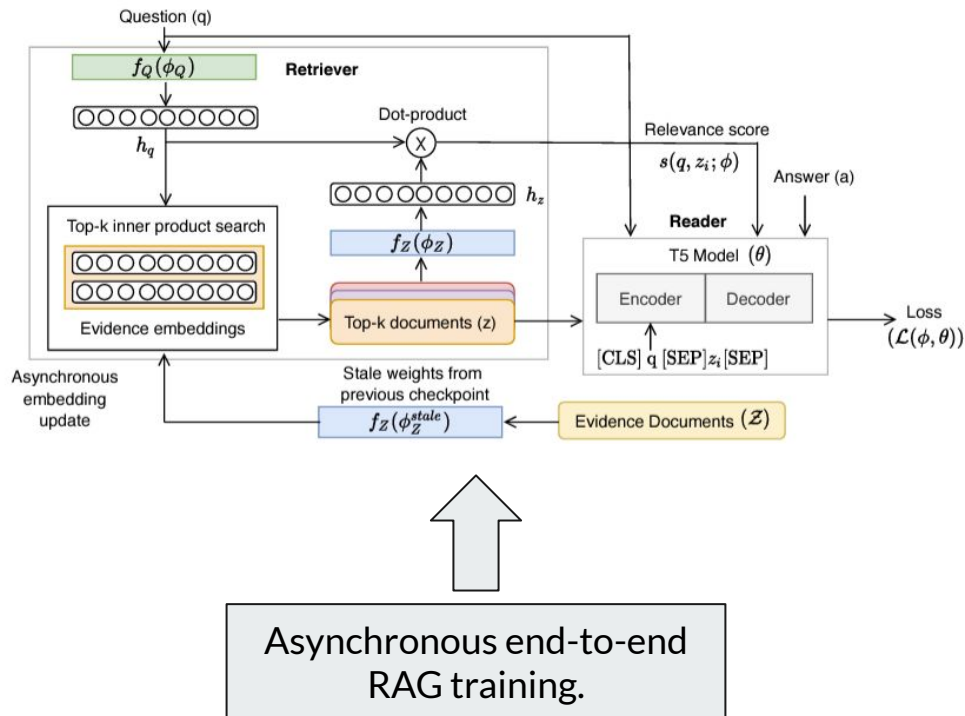 Question (q)
f_Q(ϕ_Q)
Retriever
h_q
Dot-product
X
Relevance score
s(q, z_i; ϕ)
Answer (a)
h_z
f_Z(ϕ_Z)
Top-k inner product search
Evidence embeddings
Top-k documents (z)
Reader
T5 Model (θ)
Encoder
Decoder
[CLS] q [SEP]z_i[SEP]
Loss
(ℒ(ϕ, θ))
Asynchronous
embedding
update
Stale weights from
previous checkpoint
f_Z(ϕ_Z^{stale})
Evidence Documents (𝒵)
Asynchronous end-to-end
RAG training.